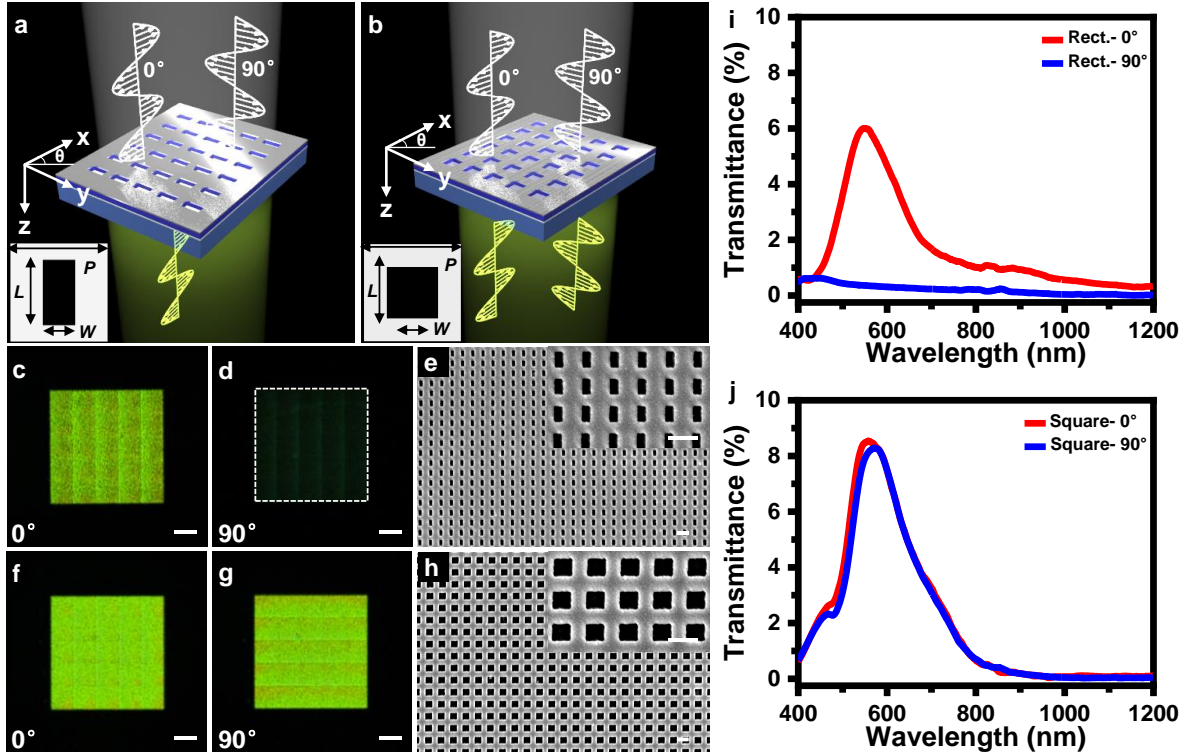 a
0°
90°
x
θ
y
z
P
L
W
b
0°
90°
x
θ
y
z
P
L
W
c
0°
d
90°
e
f
0°
g
90°
h
i
10
8
6
4
2
0
Transmittance (%)
Rect.- 0°
Rect.- 90°
400 600 800 1000 1200
Wavelength (nm)
j
10
8
6
4
2
0
Transmittance (%)
Square- 0°
Square- 90°
400 600 800 1000 1200
Wavelength (nm)